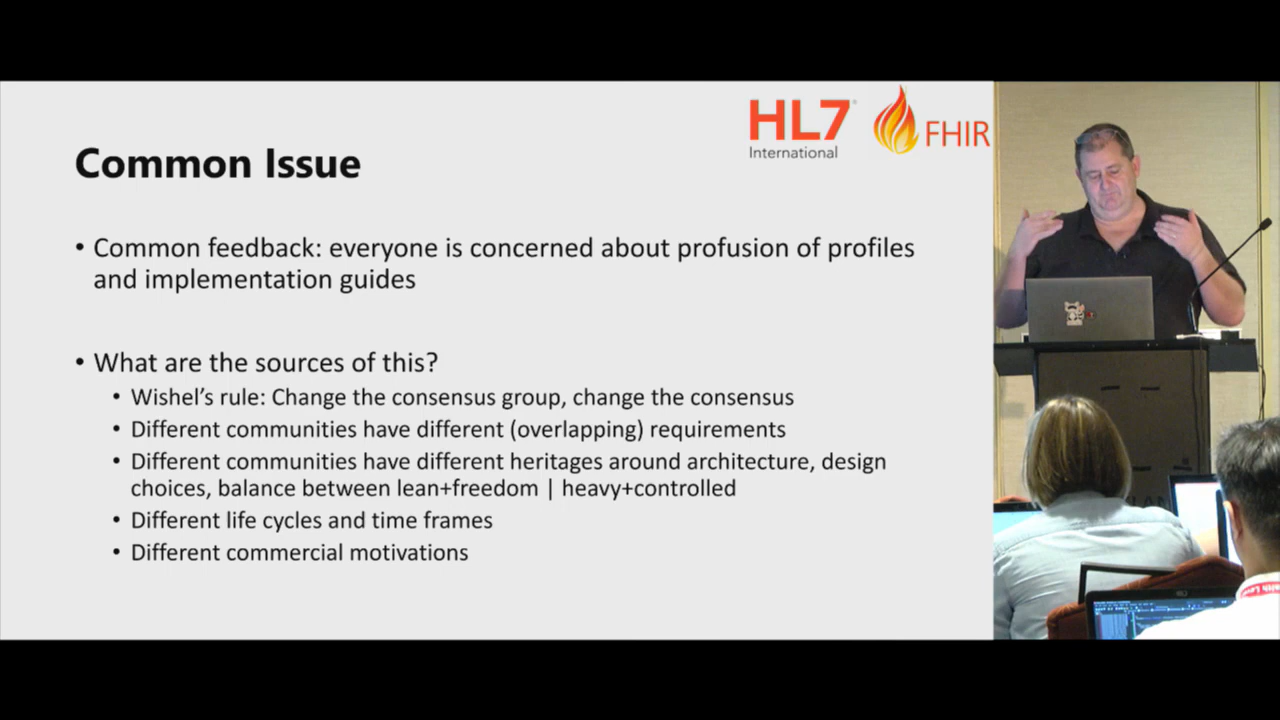 HL7
International
FHIR
Common Issue
• Common feedback: everyone is concerned about profusion of profiles
and implementation guides
• What are the sources of this?
• Wishel’s rule: Change the consensus group, change the consensus
• Different communities have different (overlapping) requirements
• Different communities have different heritages around architecture, design
choices, balance between lean+freedom | heavy+controlled
• Different life cycles and time frames
• Different commercial motivations